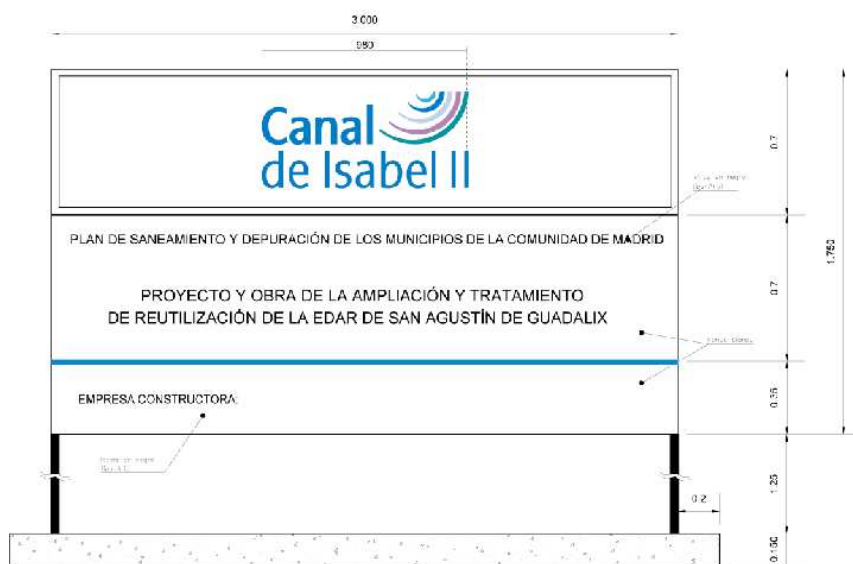 3.000
980
Canal
de Isabel II
0.7
PLAN DE SANEAMIENTO Y DEPURACIÓN DE LOS MUNICIPIOS DE LA COMUNIDAD DE MADRID
1.750
PROYECTO Y OBRA DE LA AMPLIACIÓN Y TRATAMIENTO
0.7
DE REUTILIZACIÓN DE LA EDAR DE SAN AGUSTÍN DE GUADALIX
EMPRESA CONSTRUCTORA:
0.35
1.25
0.2
0.150